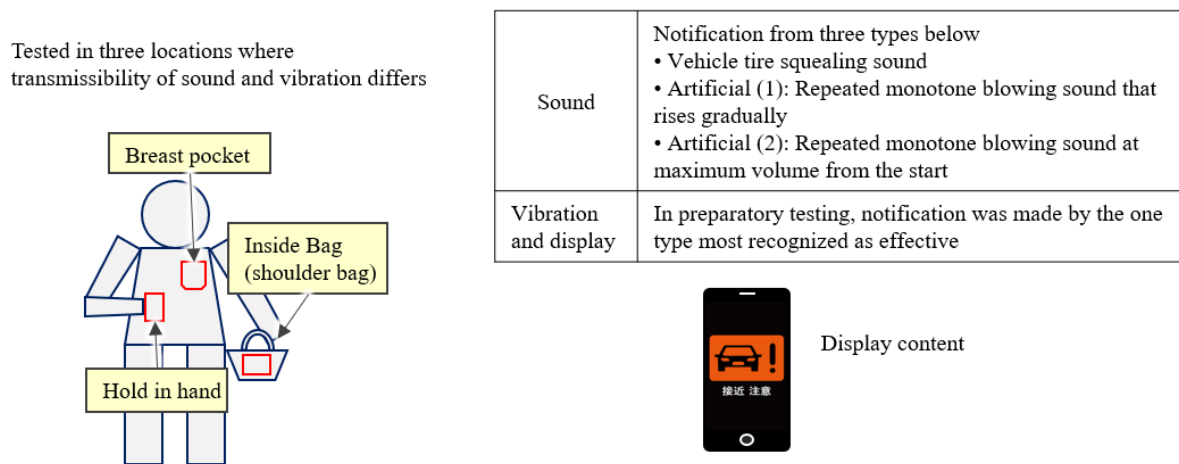 Tested in three locations where
transmissibility of sound and vibration differs
Breast pocket
Inside Bag
(shoulder bag)
Hold in hand
Sound
Notification from three types below
• Vehicle tire squealing sound
• Artificial (1): Repeated monotone blowing sound that
rises gradually
• Artificial (2): Repeated monotone blowing sound at
maximum volume from the start
Vibration
and display
In preparatory testing, notification was made by the one
type most recognized as effective
接近 注意
Display content